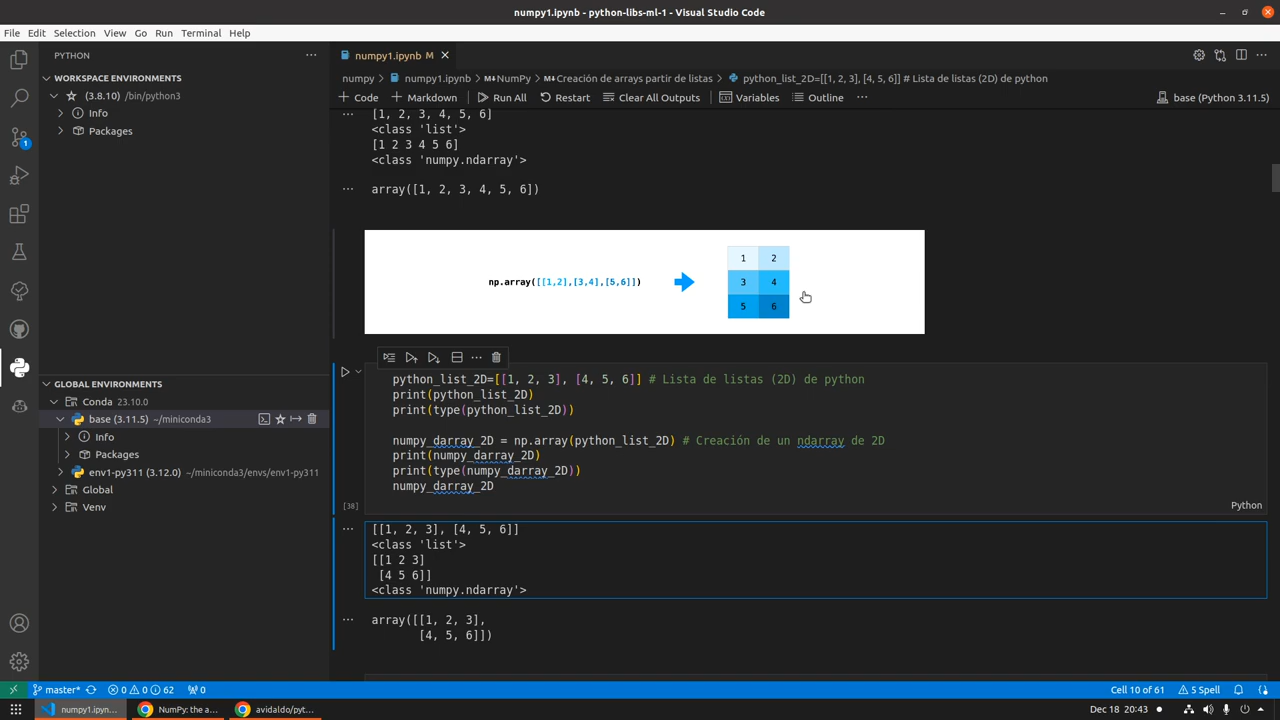 numpy1.ipynb - python-libs-ml-1 - Visual Studio Code
File Edit Selection View Go Run Terminal Help
PYTHON
WORKSPACE ENVIRONMENTS
(3.8.10) /bin/python3
Info
Packages
GLOBAL ENVIRONMENTS
Conda 23.10.0
base (3.11.5) ~/miniconda3
Info
Packages
env1-py311 (3.12.0) ~/miniconda3/envs/env1-py311
Global
Venv
numpy1.ipynb M
numpy > numpy1.ipynb > NumPy > Creación de arrays partir de listas > python_list_2D=[[1, 2, 3], [4, 5, 6]] # Lista de listas (2D) de python
Code Markdown Run All Restart Clear All Outputs Variables Outline base (Python 3.11.5)
[1, 2, 3, 4, 5, 6]
<class 'list'>
[1 2 3 4 5 6]
<class 'numpy.ndarray'>
array([1, 2, 3, 4, 5, 6])
np.array([[1,2],[3,4],[5,6]])
1 2
3 4
5 6
python_list_2D=[[1, 2, 3], [4, 5, 6]] # Lista de listas (2D) de python
print(python_list_2D)
print(type(python_list_2D))
numpy_darray_2D = np.array(python_list_2D) # Creación de un ndarray de 2D
print(numpy_darray_2D)
print(type(numpy_darray_2D))
numpy_darray_2D
[38]
Python
[[1, 2, 3], [4, 5, 6]]
<class 'list'>
[[1 2 3]
[4 5 6]]
<class 'numpy.ndarray'>
array([[1, 2, 3],
[4, 5, 6]])
master* 0 0 62 0 Cell 10 of 61 5 Spell
numpy1.ipyn... NumPy: the a... avidaldo/pyt... Dec 18 20:43